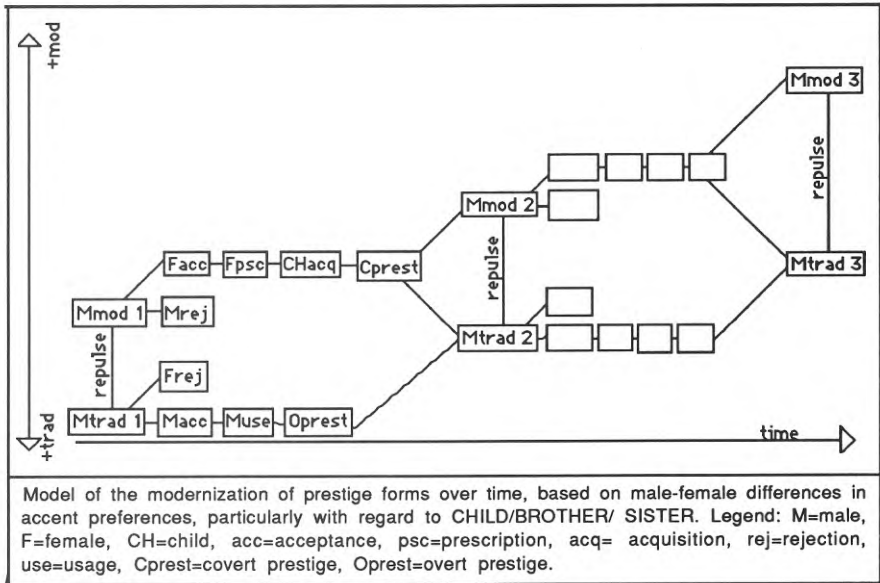 +mod
Mmod 3
repulse
Mmod 2
Mtrad 3
Facc Fpsc CHacq Cprest
repulse
Mmod 1 Mrej
Mtrad 2
repulse
Frej
Mtrad 1 Macc Muse Oprest
+trad
time
Model of the modernization of prestige forms over time, based on male-female differences in
accent preferences, particularly with regard to CHILD/BROTHER/ SISTER. Legend: M=male,
F=female, CH=child, acc=acceptance, psc=prescription, acq= acquisition, rej=rejection,
use=usage, Cprest=covert prestige, Oprest=overt prestige.